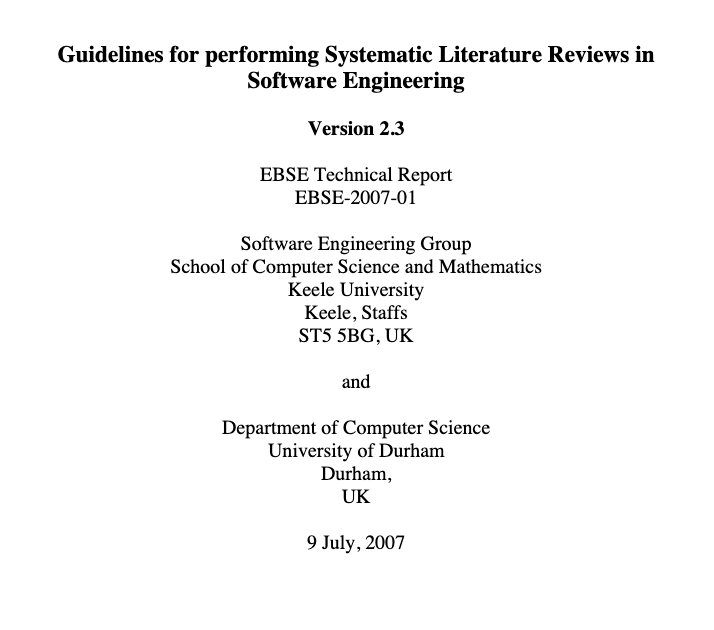 Guidelines for performing Systematic Literature Reviews in
Software Engineering
Version 2.3
EBSE Technical Report
EBSE-2007-01
Software Engineering Group
School of Computer Science and Mathematics
Keele University
Keele, Staffs
ST5 5BG, UK
and
Department of Computer Science
University of Durham
Durham,
UK
9 July, 2007